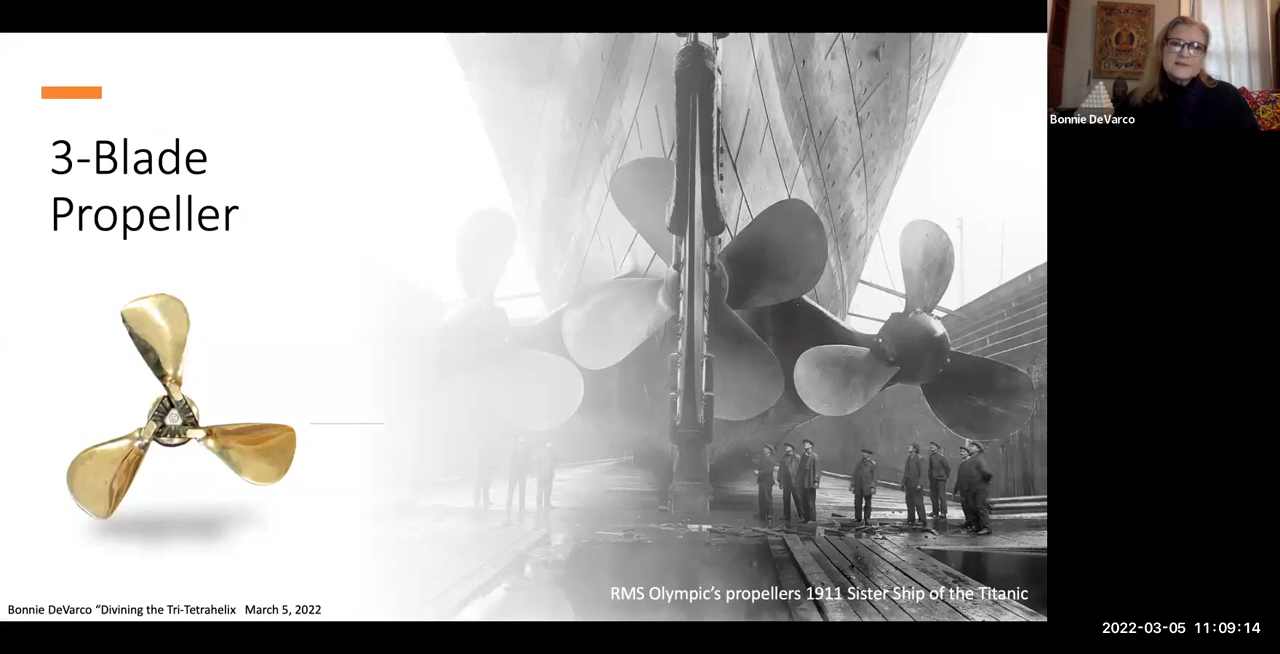 3-Blade
Propeller
Bonnie DeVarco
RMS Olympic's propellers 1911 Sister Ship of the Titanic
Bonnie DeVarco “Divining the Tri-Tetrahelix   March 5, 2022
2022-03-05 11:09:14